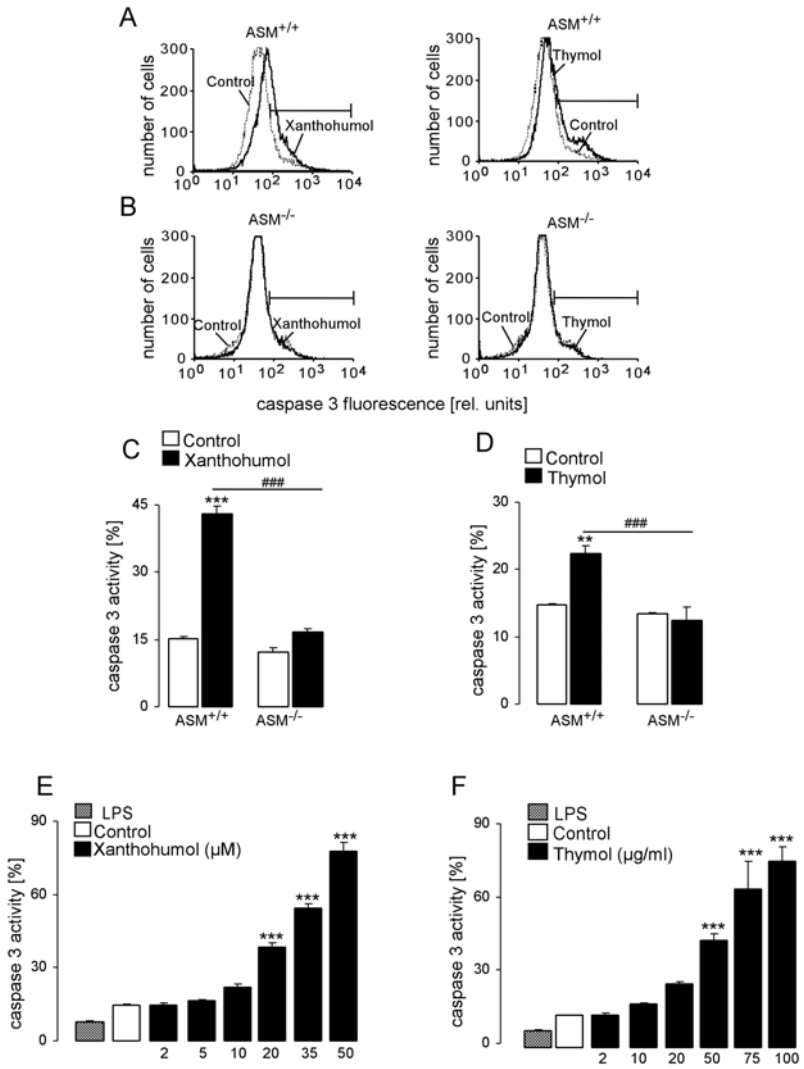 A
ASM+/+
ASM+/+
number of cells
300
200
100
0
Control
Xanthohumol
10⁰ 10¹ 10² 10³ 10⁴
number of cells
300
200
100
0
Thymol
Control
10⁰ 10¹ 10² 10³ 10⁴
B
ASM-/-
ASM-/-
number of cells
300
200
100
0
Control
Xanthohumol
10⁰ 10¹ 10² 10³ 10⁴
number of cells
300
200
100
0
Control
Thymol
10⁰ 10¹ 10² 10³ 10⁴
caspase 3 fluorescence [rel. units]
C
Control
Xanthohumol
caspase 3 activity [%]
45
30
15
0
***
###
ASM+/+ ASM-/-
D
Control
Thymol
caspase 3 activity [%]
30
20
10
0
**
###
ASM+/+ ASM-/-
E
LPS
Control
Xanthohumol (µM)
caspase 3 activity [%]
90
60
30
0
*** *** ***
2 5 10 20 35 50
F
LPS
Control
Thymol (µg/ml)
caspase 3 activity [%]
90
60
30
0
*** *** ***
2 10 20 50 75 100